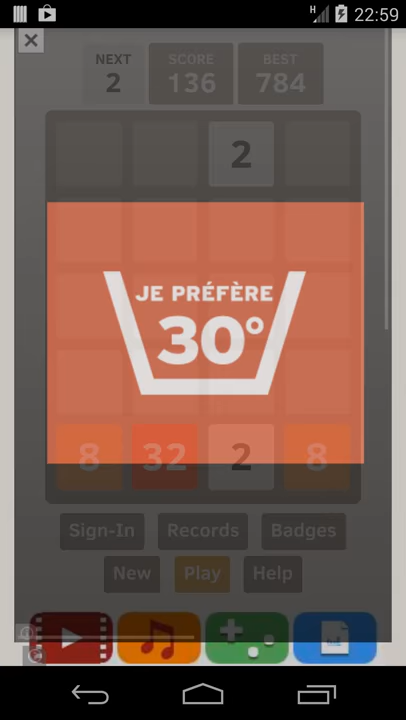 H
22:59
NEXT
2
SCORE
136
BEST
784
2
JE PRÉFÈRE
30°
8 32 2 8
Sign-In Records Badges
New Play Help